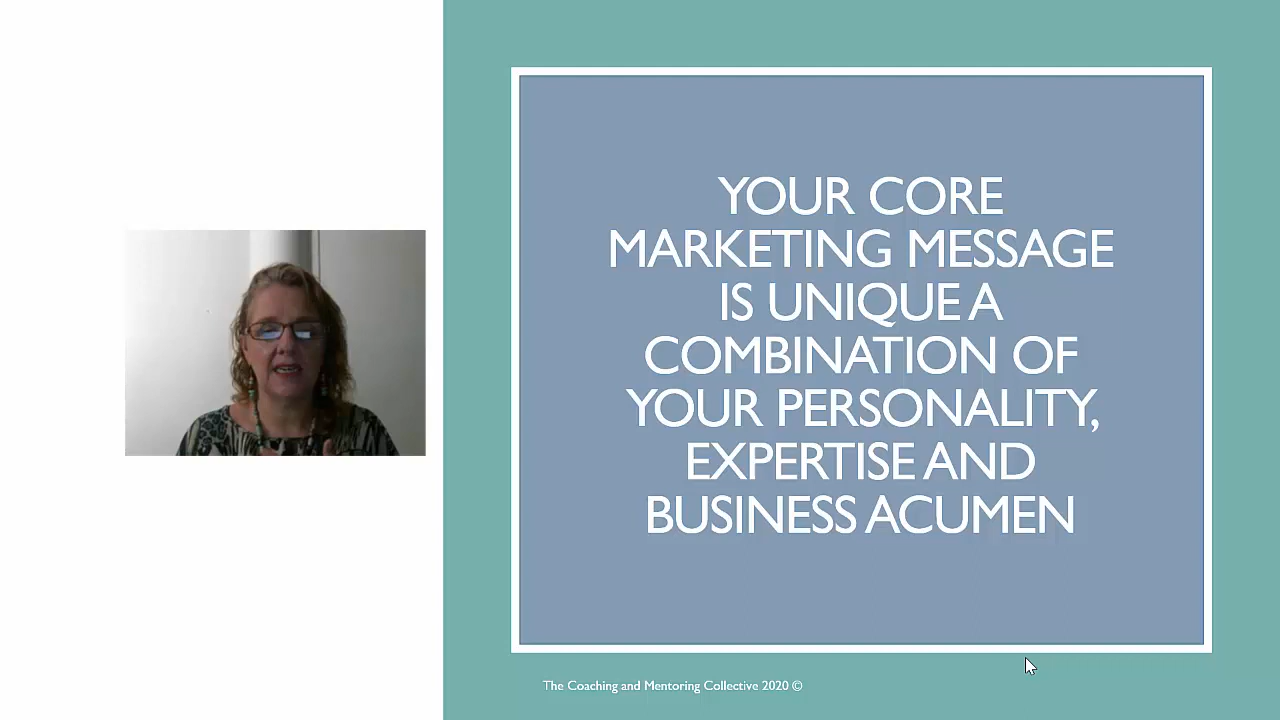 YOUR CORE
MARKETING MESSAGE
IS UNIQUE A
COMBINATION OF
YOUR PERSONALITY,
EXPERTISE AND
BUSINESS ACUMEN
The Coaching and Mentoring Collective 2020 ©